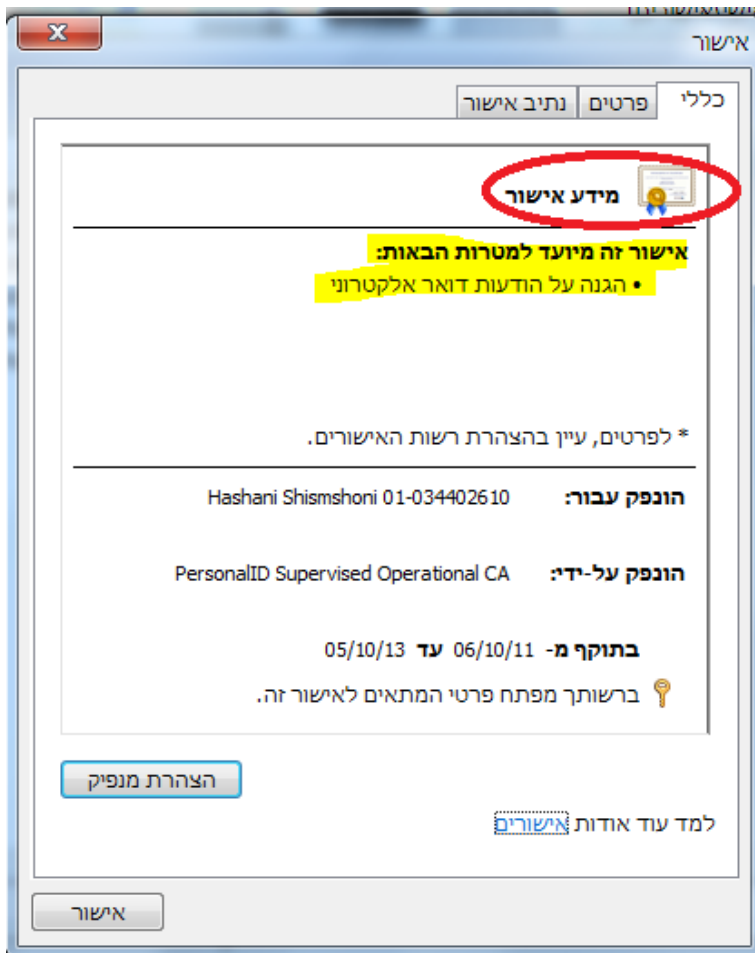 אישור
כללי
פרטים
נתיב אישור
מידע אישור
אישור זה מיועד למטרות הבאות:
• הגנה על הודעות דואר אלקטרוני
* לפרטים, עיין בהצהרת רשות האישורים.
הונפק עבור: Hashani Shismshoni 01-034402610
הונפק על-ידי: PersonalID Supervised Operational CA
בתוקף מ- 06/10/11 עד 05/10/13
ברשותך מפתח פרטי המתאים לאישור זה.
הצהרת מנפיק
למד עוד אודות אישורים
אישור